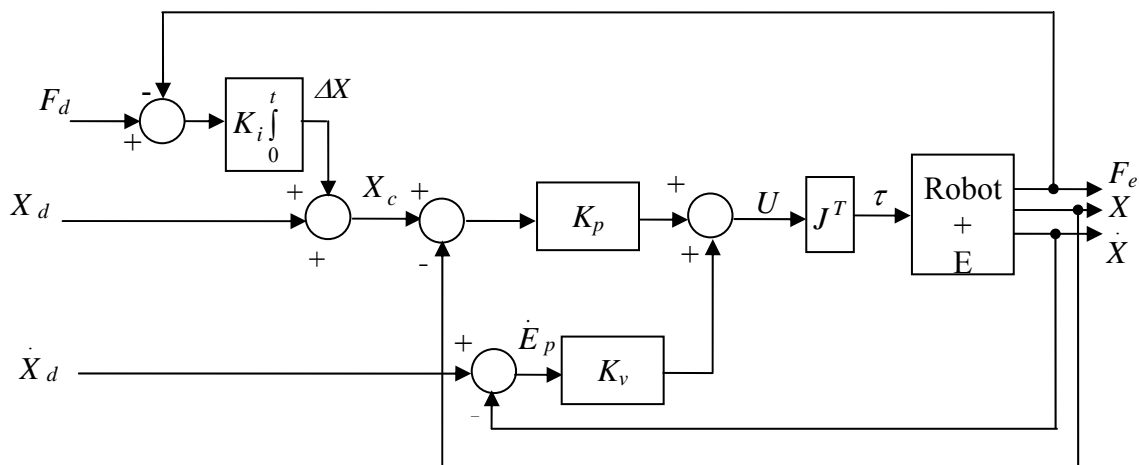 -
F_d
+
K_i ∫_0^t
ΔX
X_d
+
+
X_c
+
-
K_p
+
+
U
J^T
τ
Robot
+
E
F_e
X
Ẋ
Ẋ_d
+
-
Ė_p
K_v